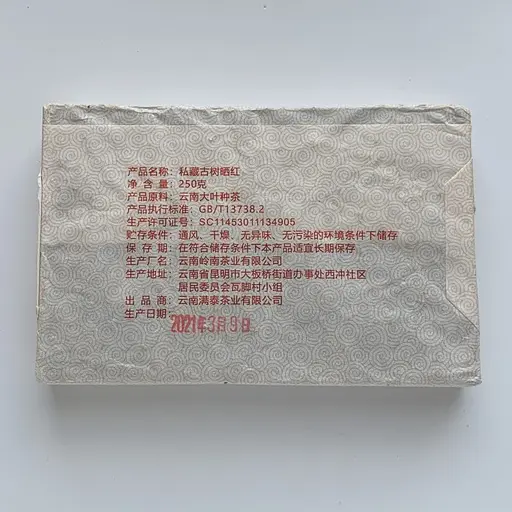 产品名称：私藏古树晒红
净 含 量：250克
产品原料：云南大叶种茶
产品执行标准：GB/T13738.2
生产许可证号：SC11453011134905
贮存条件：通风、干燥、无异味、无污染的环境条件下储存
保 存 期：在符合储存条件下本产品适宜长期保存
生产厂名：云南岭南茶业有限公司
生产地址：云南省昆明市大板桥街道办事处西冲社区
居民委员会瓦脚村小组
出 品 商：云南满泰茶业有限公司
生产日期：
2021年3月9日